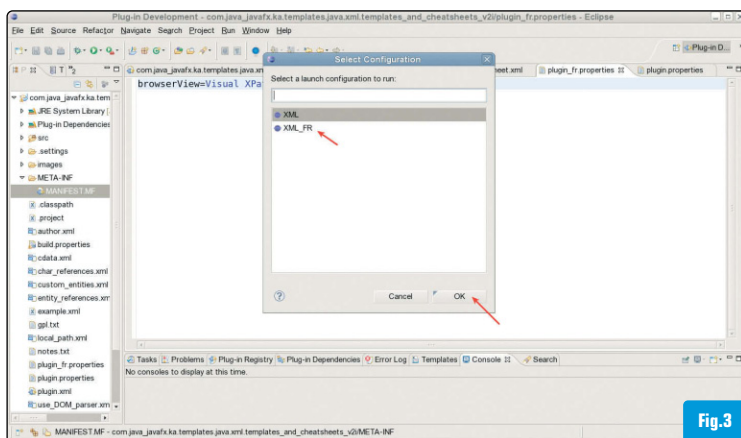 Plug-in Development - com.java_javafx.ka.templates.java.xml.templates_and_cheatsheets_v2i/plugin_fr.properties - Eclipse
File Edit Source Refactor Navigate Search Project Run Window Help
Plug-in D...
com.java_javafx.ka.templates.java.xm
heet.xml
plugin_fr.properties
plugin.properties
browserView=Visual XPa
com.java_javafx.ka.tem
JRE System Library [
Plug-in Dependencies
src
.settings
images
META-INF
MANIFEST.MF
.classpath
.project
author.xml
build.properties
cdata.xml
char_references.xml
custom_entities.xml
entity_references.xm
example.xml
gpl.txt
local_path.xml
notes.txt
plugin_fr.properties
plugin.properties
plugin.xml
use_DOM_parser.xm
Select Configuration
Select a launch configuration to run:
XML
XML_FR
Cancel
OK
Tasks Problems Plug-in Registry Plug-in Dependencies Error Log Templates Console Search
No consoles to display at this time.
MANIFEST.MF - com.java_javafx.ka.templates.java.xml.templates_and_cheatsheets_v2i/META-INF
Fig.3